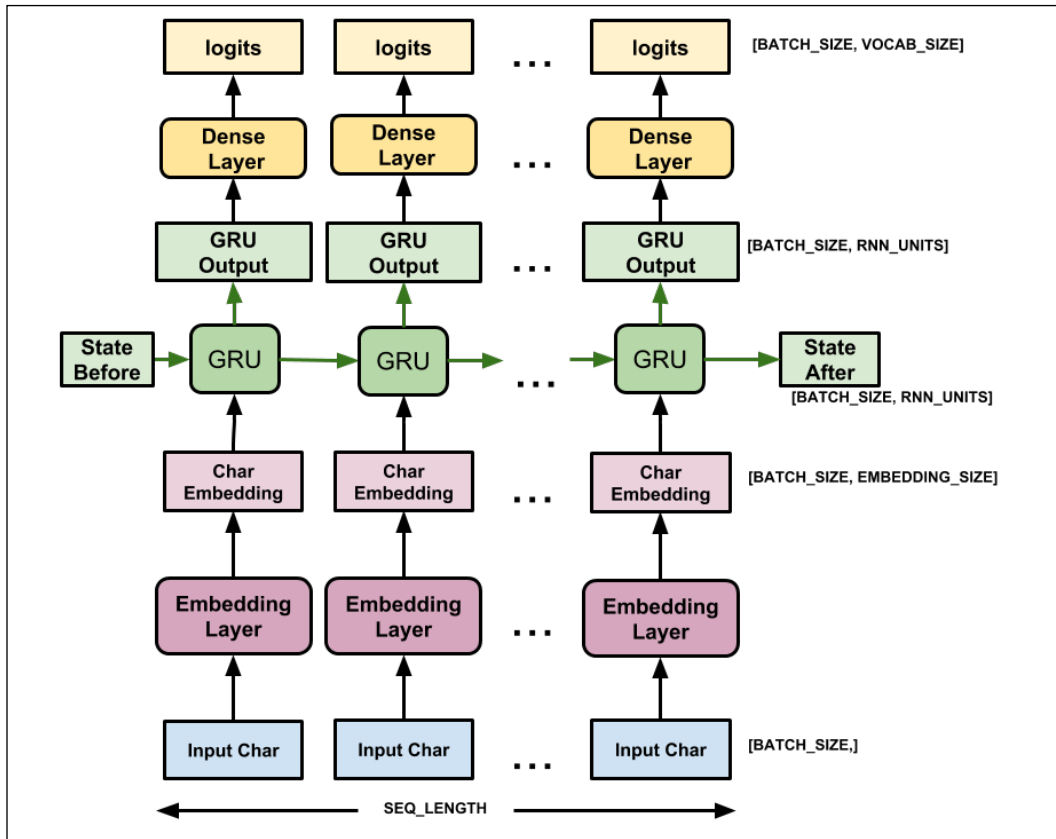 logits
logits
...
logits
[BATCH_SIZE, VOCAB_SIZE]
Dense
Layer
Dense
Layer
...
Dense
Layer
GRU
Output
GRU
Output
...
GRU
Output
[BATCH_SIZE, RNN_UNITS]
State
Before
GRU
GRU
...
GRU
State
After
[BATCH_SIZE, RNN_UNITS]
Char
Embedding
Char
Embedding
...
Char
Embedding
[BATCH_SIZE, EMBEDDING_SIZE]
Embedding
Layer
Embedding
Layer
...
Embedding
Layer
Input Char
Input Char
...
Input Char
[BATCH_SIZE,]
SEQ_LENGTH